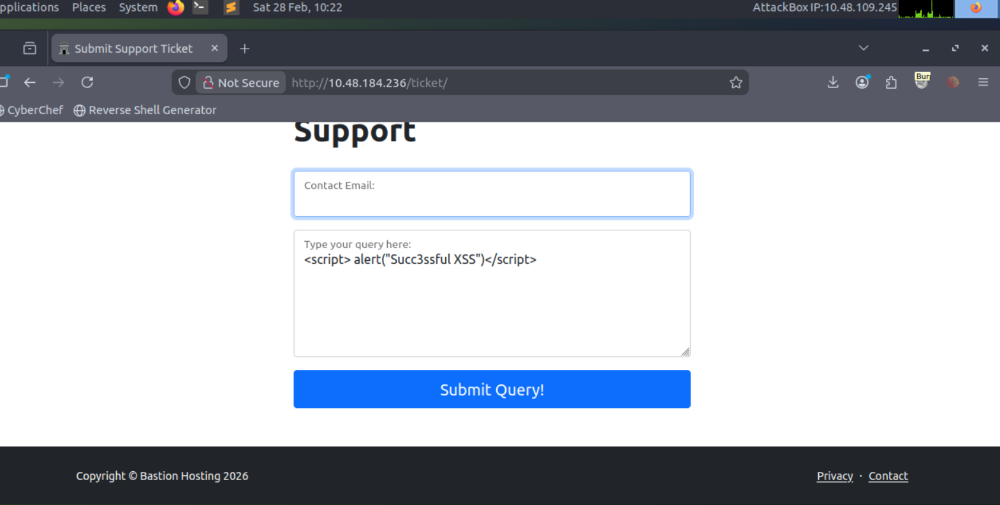 pplications Places System Sat 28 Feb, 10:22 AttackBox IP:10.48.109.245
Submit Support Ticket
Not Secure http://10.48.184.236/ticket/ Bur
CyberChef Reverse Shell Generator
Support
Contact Email:
Type your query here:
<script> alert("Succ3ssful XSS")</script>
Submit Query!
Copyright © Bastion Hosting 2026 Privacy · Contact